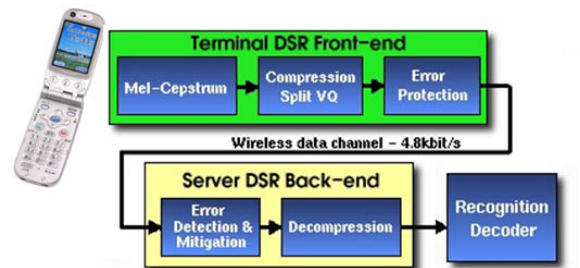 Terminal DSR Front-end
Mel-Cepstrum
Compression
Split VQ
Error
Protection
Wireless data channel - 4.8kbit/s
Server DSR Back-end
Error
Detection &
Mitigation
Decompression
Recognition
Decoder